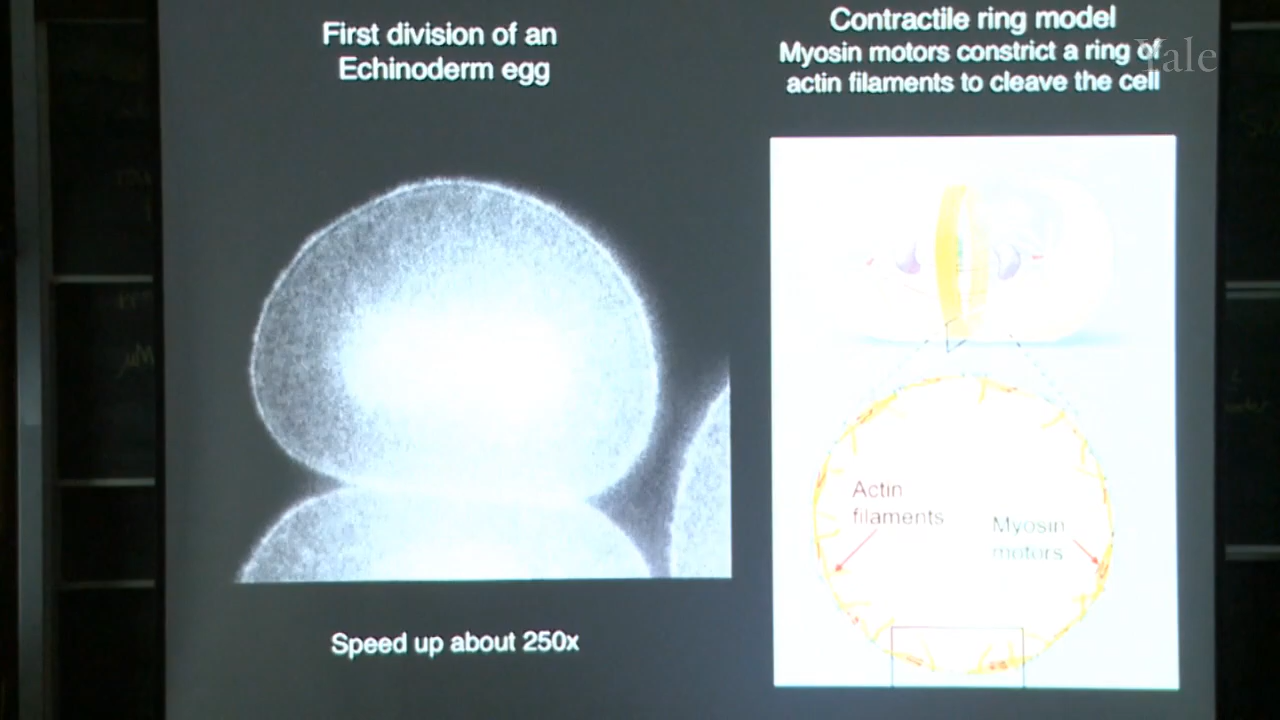 First division of an
Echinoderm egg
Contractile ring model
Myosin motors constrict a ring of
actin filaments to cleave the cell
Yale
Actin
filaments
Myosin
motors
Speed up about 250x